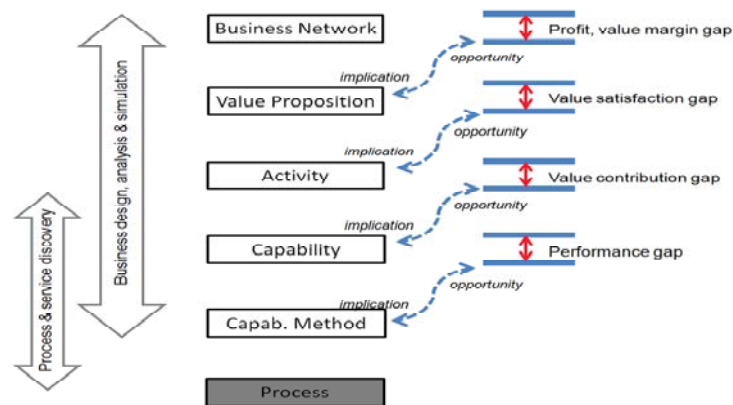 Business Network
Profit, value margin gap
opportunity
implication
Value Proposition
Value satisfaction gap
opportunity
implication
Activity
Value contribution gap
opportunity
implication
Capability
Performance gap
opportunity
implication
Capab. Method
Process
Business design, analysis & simulation
Process & service discovery